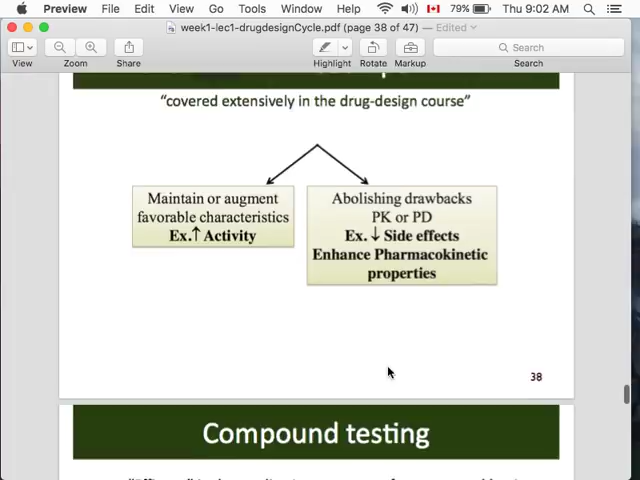 Preview File Edit View Go Tools Window Help 79% Thu 9:02 AM
week1-lec1-drugdesignCycle.pdf (page 38 of 47) — Edited
Search
View Zoom Share Highlight Rotate Markup Search
“covered extensively in the drug-design course”
Maintain or augment
favorable characteristics
Ex.↑ Activity
Abolishing drawbacks
PK or PD
Ex. ↓ Side effects
Enhance Pharmacokinetic
properties
38
Compound testing